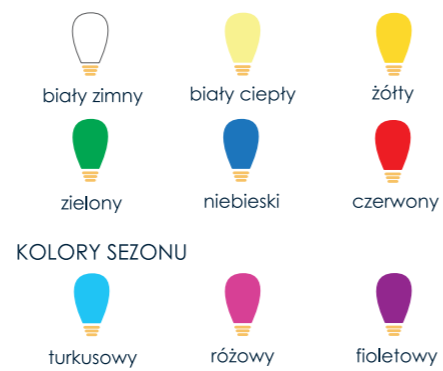 biały zimny
biały ciepły
żółty
zielony
niebieski
czerwony
KOLORY SEZONU
turkusowy
różowy
fioletowy